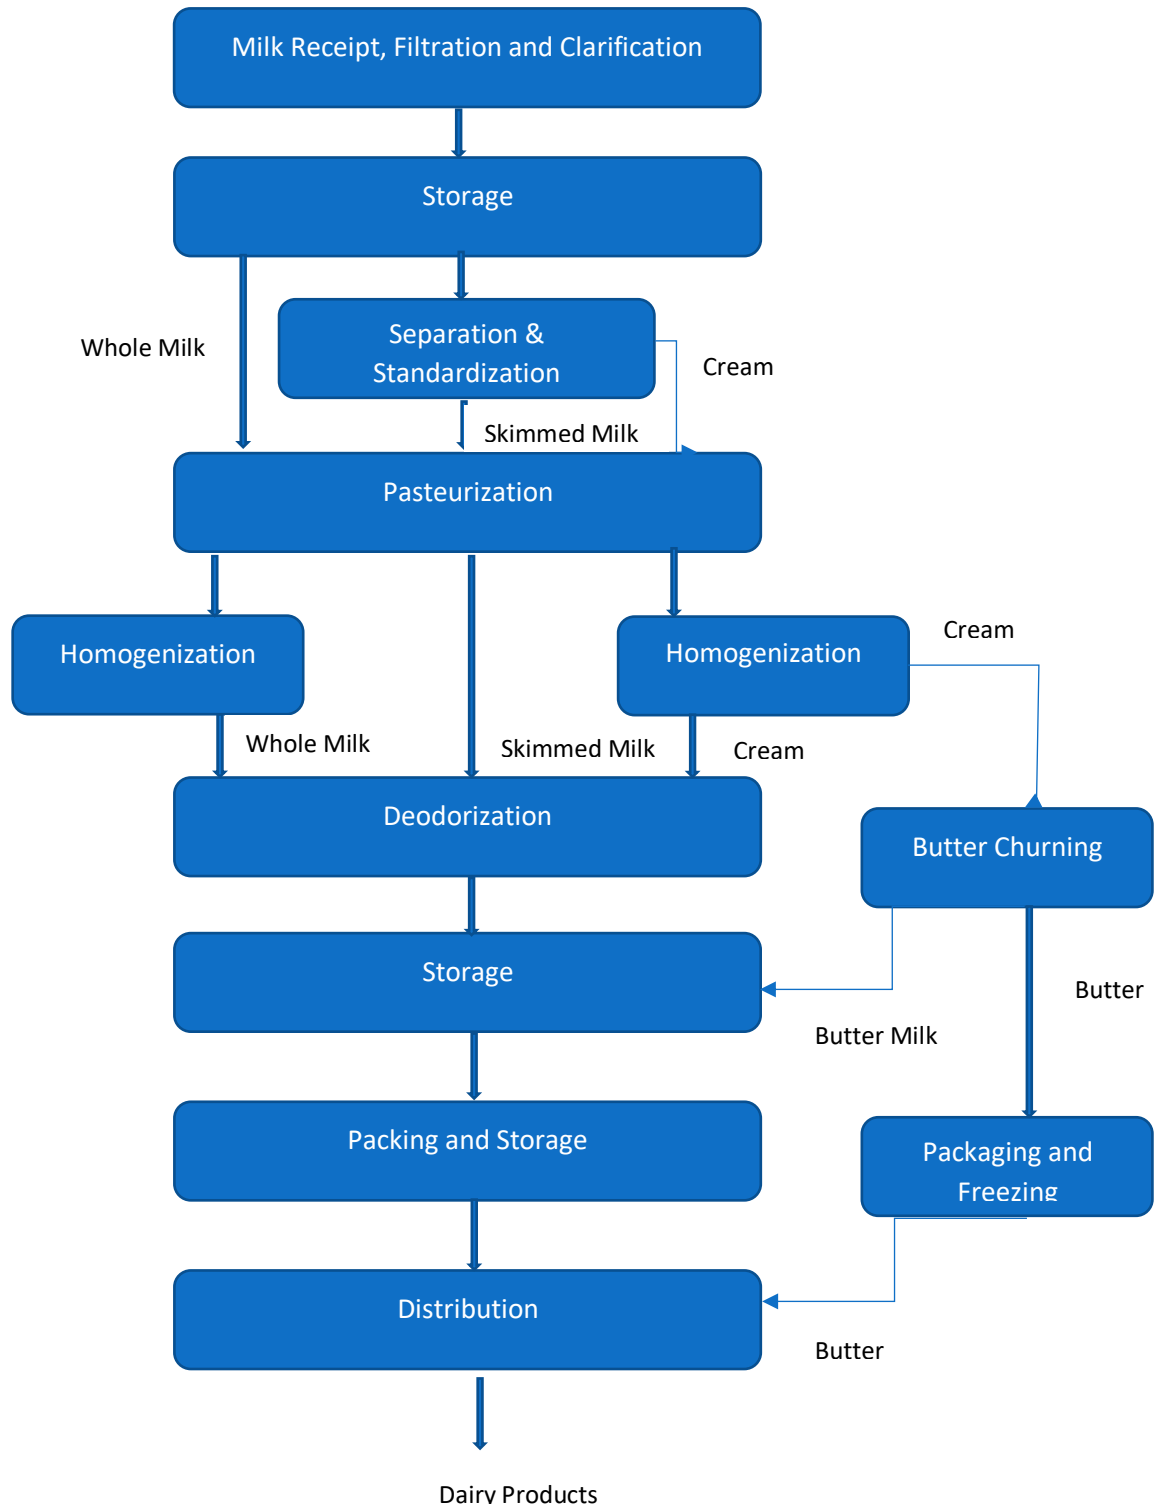 Milk Receipt, Filtration and Clarification
Storage
Separation &
Standardization
Whole Milk
Cream
Skimmed Milk
Pasteurization
Homogenization
Homogenization
Cream
Whole Milk
Skimmed Milk
Cream
Deodorization
Butter Churning
Storage
Butter
Butter Milk
Packing and Storage
Packaging and
Freezing
Distribution
Butter
Dairy Products